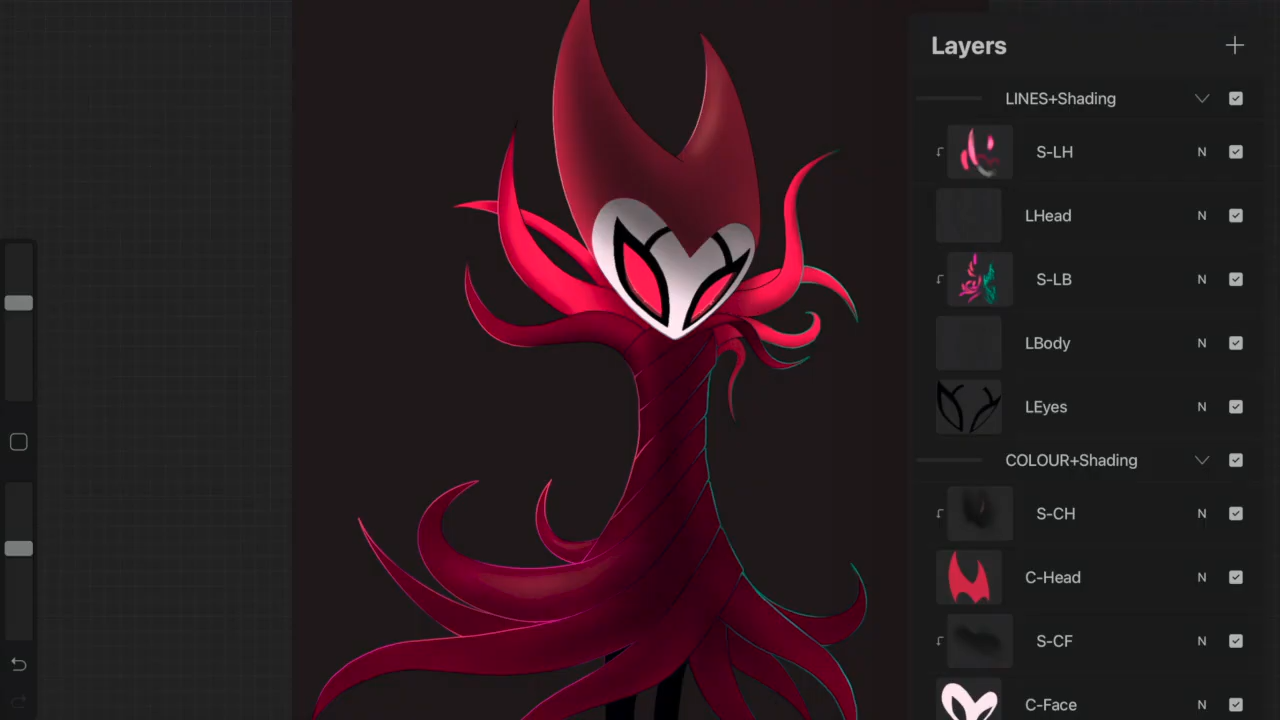 Layers
LINES+Shading
S-LH N
LHead N
S-LB N
LBody N
LEyes N
COLOUR+Shading
S-CH N
C-Head N
S-CF N
C-Face N